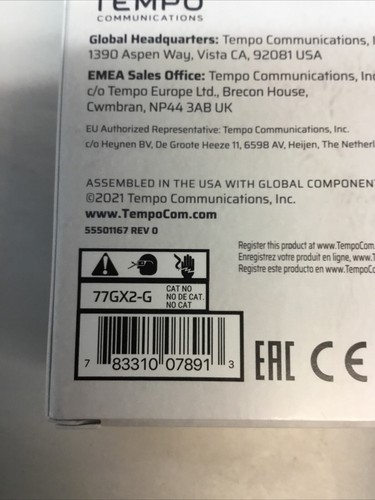 TEMPO
COMMUNICATIONS
Global Headquarters: Tempo Communications,
1390 Aspen Way, Vista CA, 92081 USA
EMEA Sales Office: Tempo Communications, Inc
c/o Tempo Europe Ltd., Brecon House,
Cwmbran, NP44 3AB UK
EU Authorized Representative: Tempo Communications, Inc.
c/o Heynen BV, De Groote Heeze 11, 6598 AV, Heijen, The Netherl
ASSEMBLED IN THE USA WITH GLOBAL COMPONEN
©2021 Tempo Communications, Inc.
www.TempoCom.com
55501167 REV 0
Register this product at www.TempoCom.
Enregistrez votre produit en ligne, www.T
Registre este producto en www.TempoCo
77GX2-G
CAT NO
NO DE CAT.
NO CAT
7 83310 07891 3
EAC CE